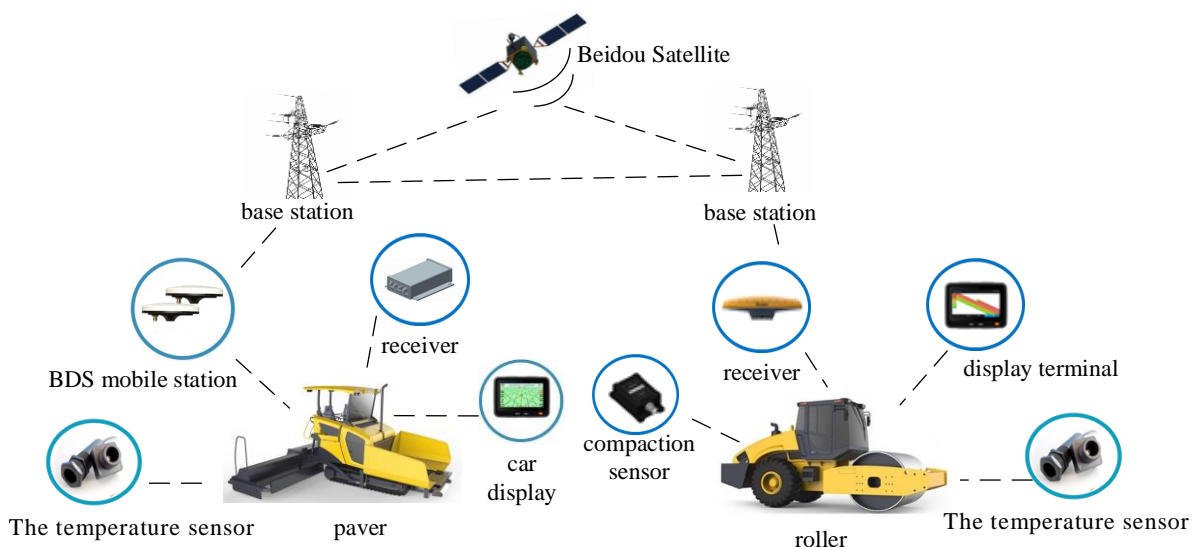 Beidou Satellite
base station
base station
receiver
BDS mobile station
receiver
display terminal
car
display
compaction
sensor
The temperature sensor
paver
roller
The temperature sensor